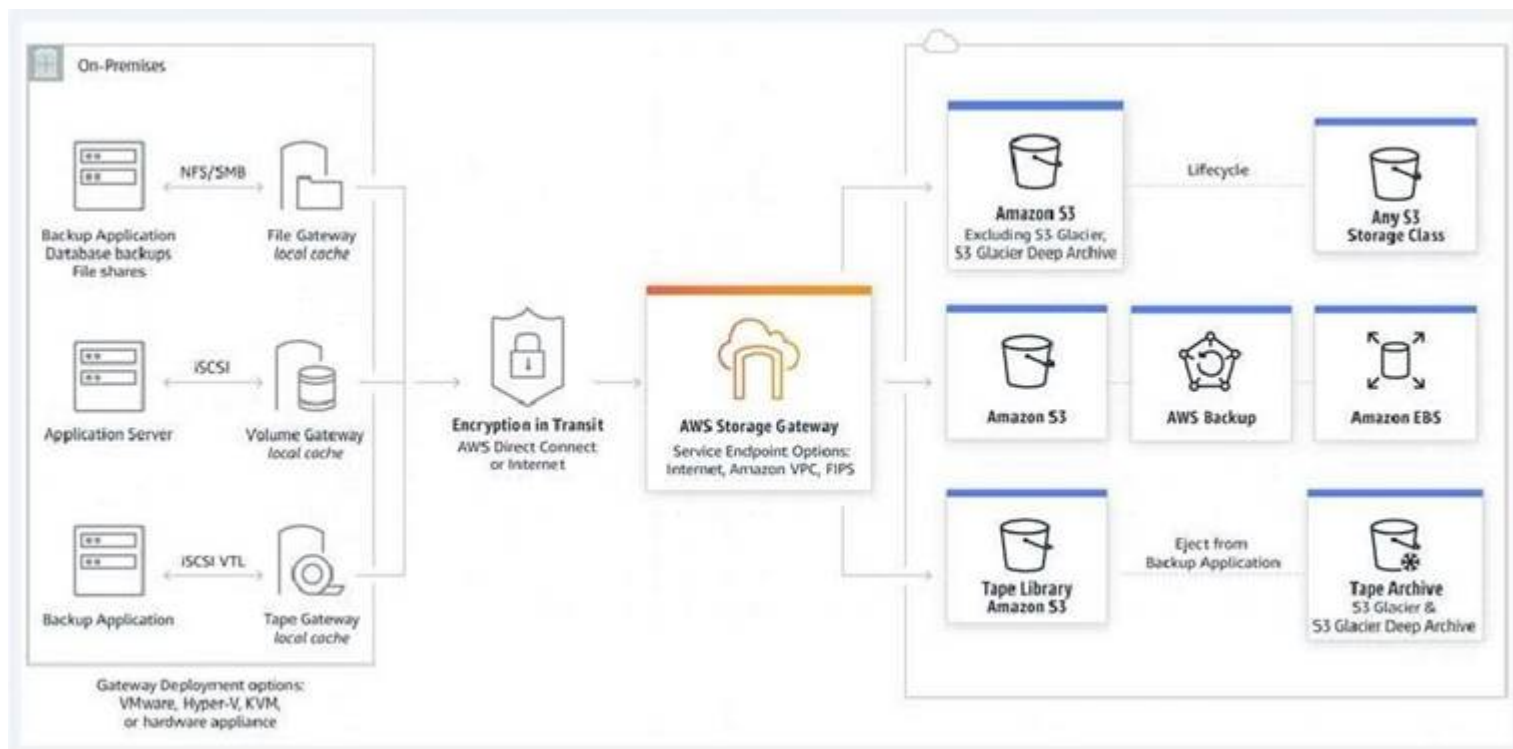 On-Premises
NFS/SMB
Backup Application
Database backups
File shares
File Gateway
local cache
iSCSI
Application Server
Volume Gateway
local cache
iSCSI VTL
Backup Application
Tape Gateway
local cache
Gateway Deployment options:
VMware, Hyper-V, KVM,
or hardware appliance
Encryption in Transit
AWS Direct Connect
or Internet
AWS Storage Gateway
Service Endpoint Options:
Internet, Amazon VPC, FIPS
Amazon S3
Excluding S3 Glacier,
S3 Glacier Deep Archive
Lifecycle
Any S3
Storage Class
Amazon S3
AWS Backup
Amazon EBS
Tape Library
Amazon S3
Eject from
Backup Application
Tape Archive
S3 Glacier &
S3 Glacier Deep Archive